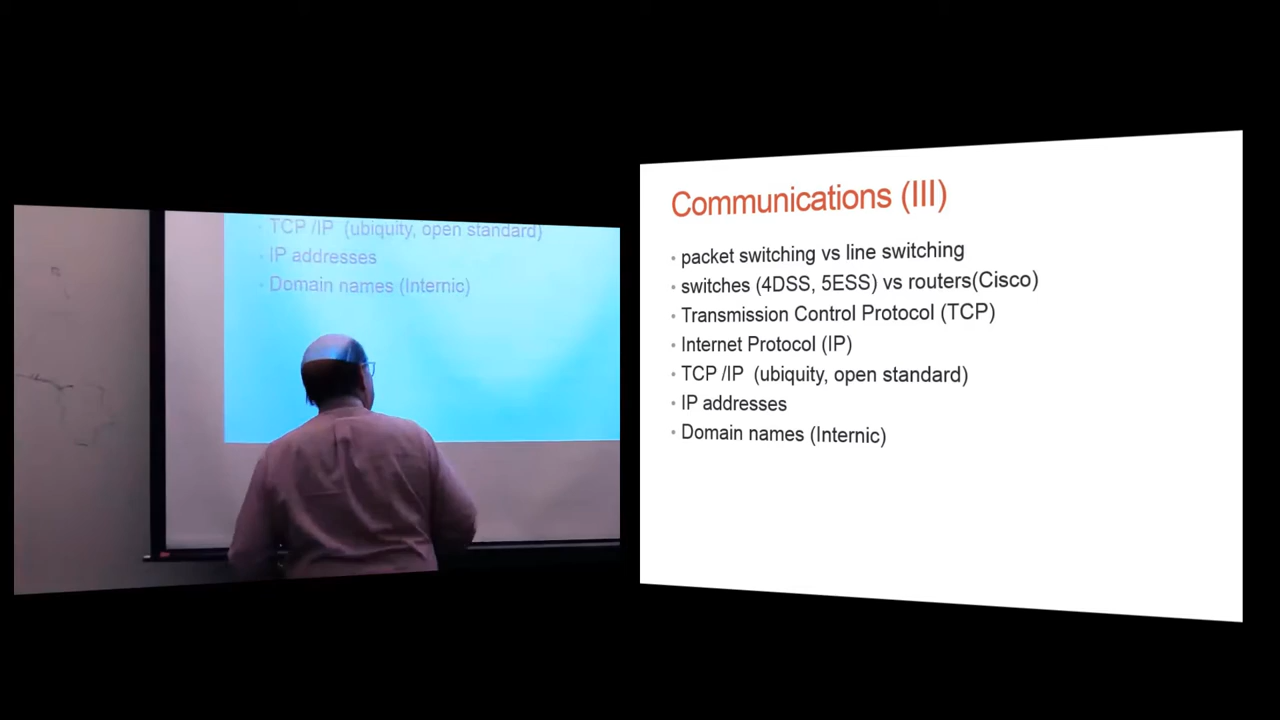 TCP /IP (ubiquity, open standard)
IP addresses
Domain names (Internic)
Communications (III)
• packet switching vs line switching
• switches (4DSS, 5ESS) vs routers(Cisco)
• Transmission Control Protocol (TCP)
• Internet Protocol (IP)
• TCP /IP (ubiquity, open standard)
• IP addresses
• Domain names (Internic)